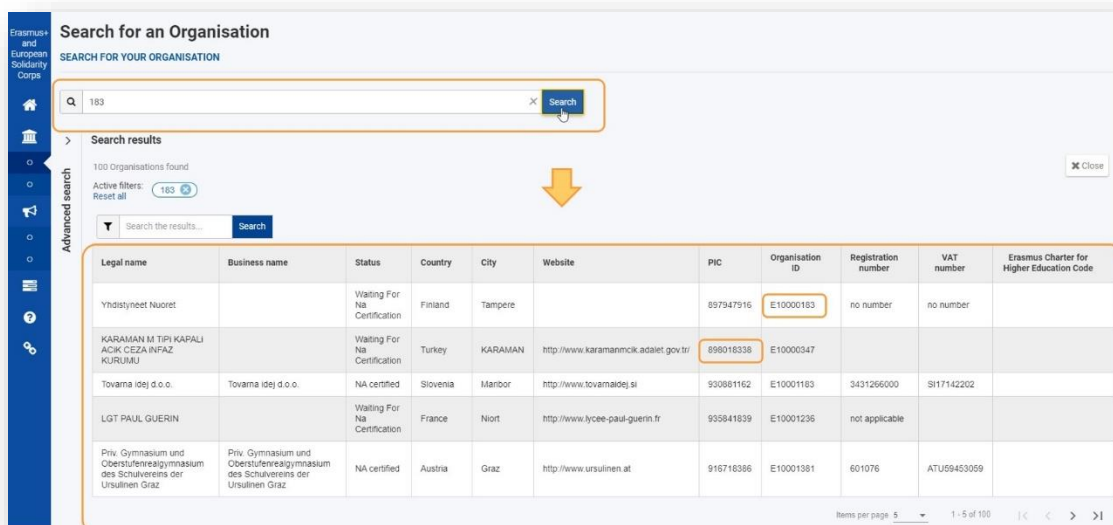 Erasmus+
and
European
Solidarity
Corps
Search for an Organisation
SEARCH FOR YOUR ORGANISATION
183
Search
Search results
Advanced search
100 Organisations found
Close
Active filters:
183
Reset all
Search the results...
Search
Legal name Business name Status Country City Website PIC Organisation ID Registration number VAT number Erasmus Charter for Higher Education Code
Yhdistyneet Nuoret Waiting For Na Certification Finland Tampere 897947916 E10000183 no number no number
KARAMAN M TIPI KAPALI ACIK CEZA INFAZ KURUMU Waiting For Na Certification Turkey KARAMAN http://www.karamanmcik.adalet.gov.tr/ 898018338 E10000347
Tovarna idej d.o.o. Tovarna idej d.o.o. NA certified Slovenia Maribor http://www.tovarnaidej.si 930881162 E10001183 3431266000 SI17142202
LGT PAUL GUERIN Waiting For Na Certification France Niort http://www.lycee-paul-guerin.fr 935841839 E10001236 not applicable
Priv. Gymnasium und Oberstufenrealgymnasium des Schulvereins der Ursulinen Graz Priv. Gymnasium und Oberstufenrealgymnasium des Schulvereins der Ursulinen Graz NA certified Austria Graz http://www.ursulinen.at 916718386 E10001381 601076 ATU59453059
Items per page 5 1 - 5 of 100